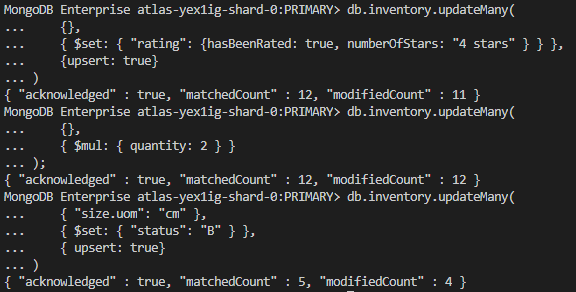 MongoDB Enterprise atlas-yex1ig-shard-0:PRIMARY> db.inventory.updateMany(
...     {},
...     { $set: { "rating": {hasBeenRated: true, numberOfStars: "4 stars" } } },
...     {upsert: true}
... )
{ "acknowledged" : true, "matchedCount" : 12, "modifiedCount" : 11 }
MongoDB Enterprise atlas-yex1ig-shard-0:PRIMARY> db.inventory.updateMany(
...     {},
...     { $mul: { quantity: 2 } }
... );
{ "acknowledged" : true, "matchedCount" : 12, "modifiedCount" : 12 }
MongoDB Enterprise atlas-yex1ig-shard-0:PRIMARY> db.inventory.updateMany(
...     { "size.uom": "cm" },
...     { $set: { "status": "B" } },
...     { upsert: true}
... )
{ "acknowledged" : true, "matchedCount" : 5, "modifiedCount" : 4 }